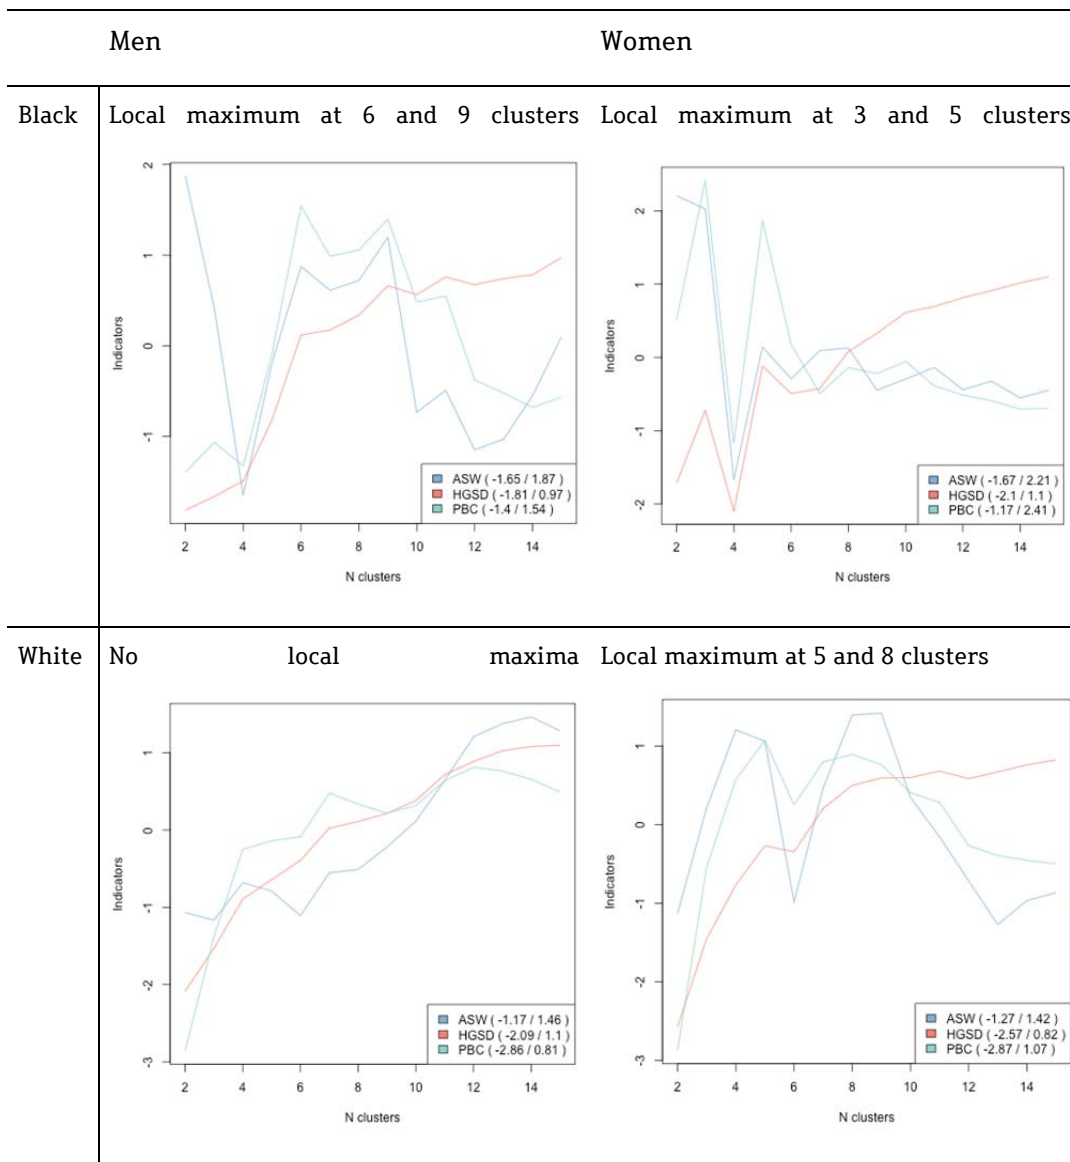 Men Women
Black
Local maximum at 6 and 9 clusters
2
1
0
-1
Indicators
ASW ( -1.65 / 1.87 )
HGSD ( -1.81 / 0.97 )
PBC ( -1.4 / 1.54 )
2 4 6 8 10 12 14
N clusters
Local maximum at 3 and 5 clusters
2
1
0
-1
-2
Indicators
ASW ( -1.67 / 2.21 )
HGSD ( -2.1 / 1.1 )
PBC ( -1.17 / 2.41 )
2 4 6 8 10 12 14
N clusters
White
No local maxima
1
0
-1
-2
-3
Indicators
ASW ( -1.17 / 1.46 )
HGSD ( -2.09 / 1.1 )
PBC ( -2.86 / 0.81 )
2 4 6 8 10 12 14
N clusters
Local maximum at 5 and 8 clusters
1
0
-1
-2
-3
Indicators
ASW ( -1.27 / 1.42 )
HGSD ( -2.57 / 0.82 )
PBC ( -2.87 / 1.07 )
2 4 6 8 10 12 14
N clusters